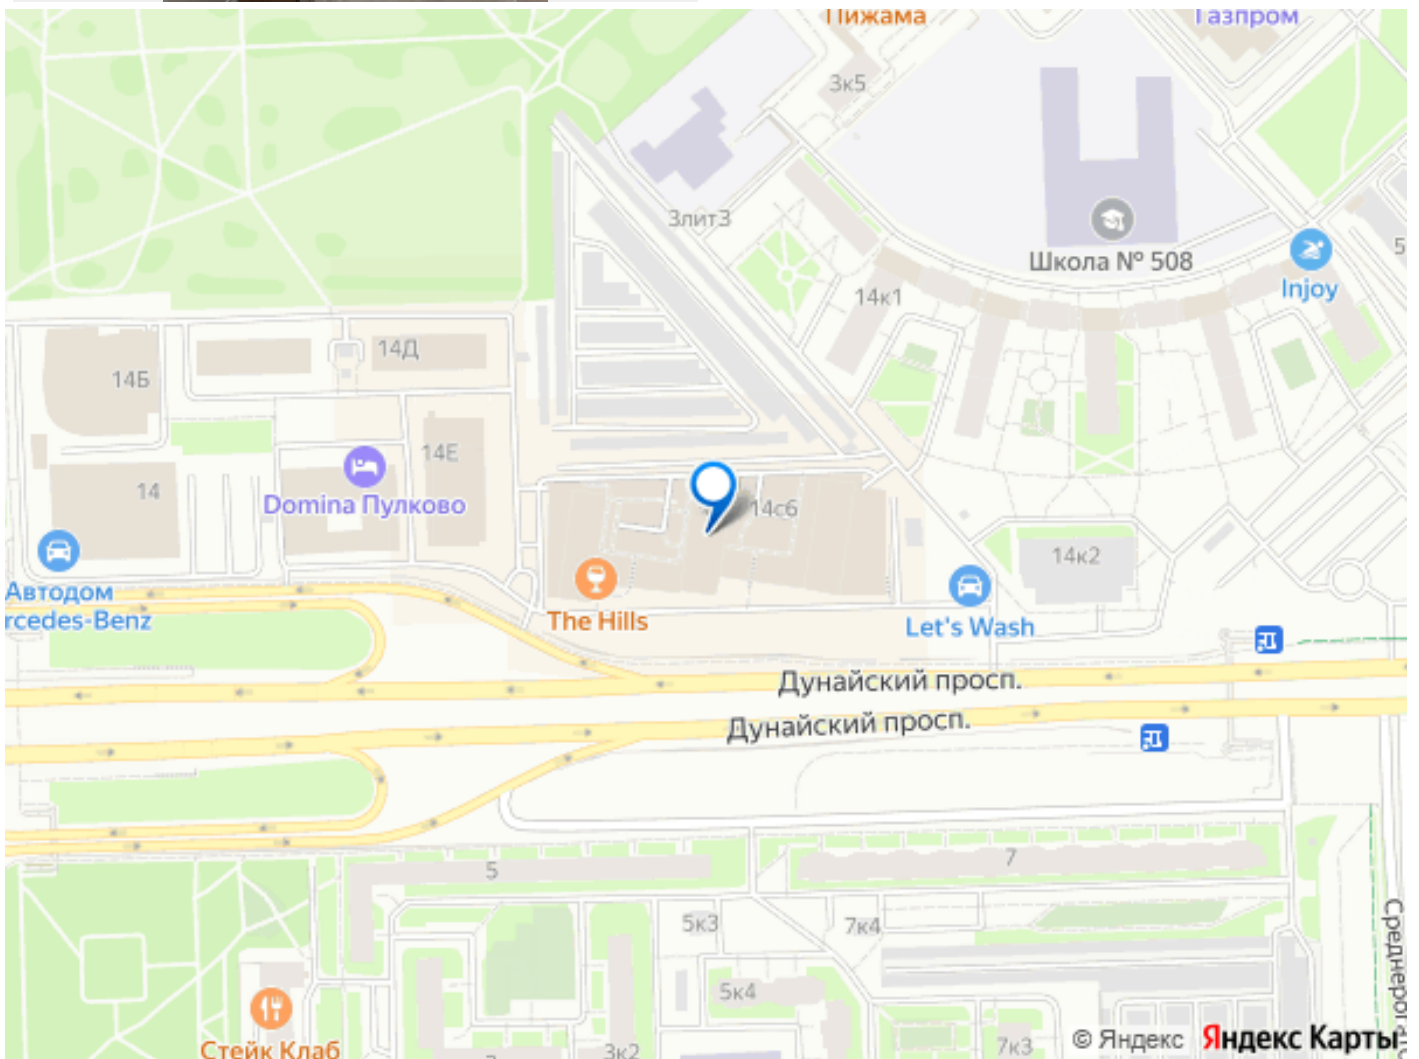 Пижама
Газпром
3к5
3лит3
Школа № 508
5
Injoy
14к1
14Д
14Б
14Е
14
Domina Пулково
14с6
14к2
Автодом
rcedes-Benz
The Hills
Let's Wash
Дунайский просп.
Дунайский просп.
5
7
5к3
7к4
5к4
Стейк Клаб
3к2
7к3
© Яндекс Яндекс Карты